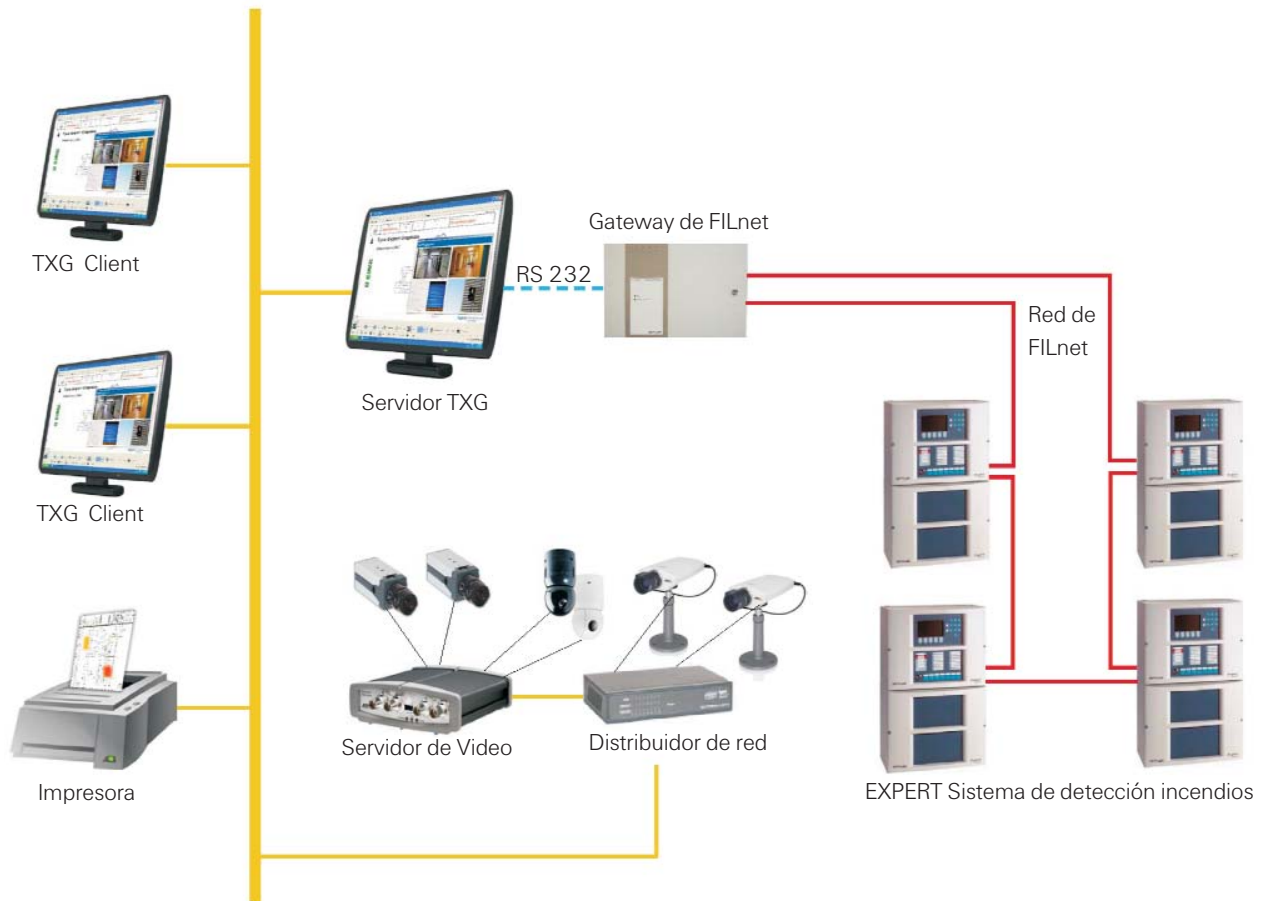 TXG Client
Gateway de FILnet
RS 232
Red de
FILnet
Servidor TXG
TXG Client
Servidor de Video
Distribuidor de red
Impresora
EXPERT Sistema de detección incendios